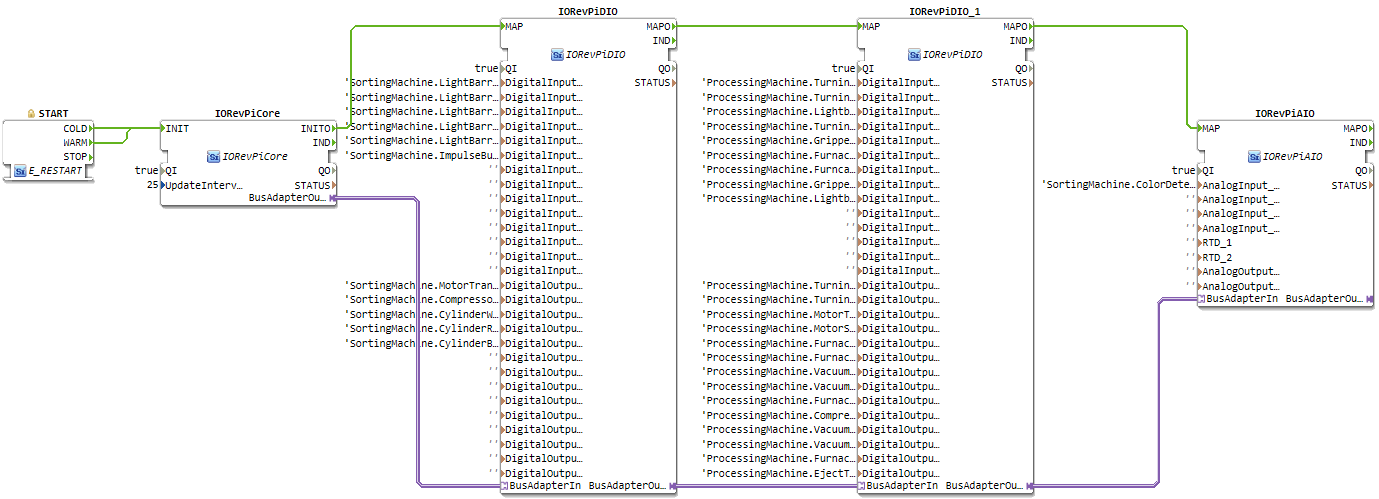 START
COLD
WARM
STOP
E_RESTART
IORevPiCore
INIT
INITO
IND
IORevPiCore
true
QI
QO
25
UpdateInterv…
STATUS
BusAdapterOu…
IORevPiDIO
MAP
MAPO
IND
IORevPiDIO
true
QI
QO
STATUS
'SortingMachine.LightBarr…
DigitalInput…
'SortingMachine.LightBarr…
DigitalInput…
'SortingMachine.LightBarr…
DigitalInput…
'SortingMachine.LightBarr…
DigitalInput…
'SortingMachine.LightBarr…
DigitalInput…
'SortingMachine.ImpulseBu…
DigitalInput…
''
DigitalInput…
''
DigitalInput…
''
DigitalInput…
''
DigitalInput…
''
DigitalInput…
''
DigitalInput…
''
DigitalInput…
''
DigitalInput…
'SortingMachine.MotorTran…
DigitalOutpu…
'SortingMachine.Compresso…
DigitalOutpu…
'SortingMachine.CylinderW…
DigitalOutpu…
'SortingMachine.CylinderR…
DigitalOutpu…
'SortingMachine.CylinderB…
DigitalOutpu…
''
DigitalOutpu…
''
DigitalOutpu…
''
DigitalOutpu…
''
DigitalOutpu…
''
DigitalOutpu…
''
DigitalOutpu…
''
DigitalOutpu…
''
DigitalOutpu…
''
DigitalOutpu…
BusAdapterIn
BusAdapterOu…
IORevPiDIO_1
MAP
MAPO
IND
IORevPiDIO
true
QI
QO
STATUS
'ProcessingMachine.Turnin…
DigitalInput…
'ProcessingMachine.Turnin…
DigitalInput…
'ProcessingMachine.Lightb…
DigitalInput…
'ProcessingMachine.Turnin…
DigitalInput…
'ProcessingMachine.Grippe…
DigitalInput…
'ProcessingMachine.Furnac…
DigitalInput…
'ProcessingMachine.Furnca…
DigitalInput…
'ProcessingMachine.Grippe…
DigitalInput…
'ProcessingMachine.Lightb…
DigitalInput…
''
DigitalInput…
''
DigitalInput…
''
DigitalInput…
''
DigitalInput…
''
DigitalInput…
'ProcessingMachine.Turnin…
DigitalOutpu…
'ProcessingMachine.Turnin…
DigitalOutpu…
'ProcessingMachine.MotorT…
DigitalOutpu…
'ProcessingMachine.MotorS…
DigitalOutpu…
'ProcessingMachine.Furnac…
DigitalOutpu…
'ProcessingMachine.Furnac…
DigitalOutpu…
'ProcessingMachine.Vacuum…
DigitalOutpu…
'ProcessingMachine.Vacuum…
DigitalOutpu…
'ProcessingMachine.Furnac…
DigitalOutpu…
'ProcessingMachine.Compre…
DigitalOutpu…
'ProcessingMachine.Vacuum…
DigitalOutpu…
'ProcessingMachine.Vacuum…
DigitalOutpu…
'ProcessingMachine.Furnac…
DigitalOutpu…
'ProcessingMachine.EjectT…
DigitalOutpu…
BusAdapterIn
BusAdapterOu…
IORevPiAIO
MAP
MAPO
IND
IORevPiAIO
true
QI
QO
STATUS
'SortingMachine.ColorDete…
AnalogInput_…
''
AnalogInput_…
''
AnalogInput_…
''
AnalogInput_…
''
RTD_1
''
RTD_2
''
AnalogOutput…
''
AnalogOutput…
BusAdapterIn
BusAdapterOu…